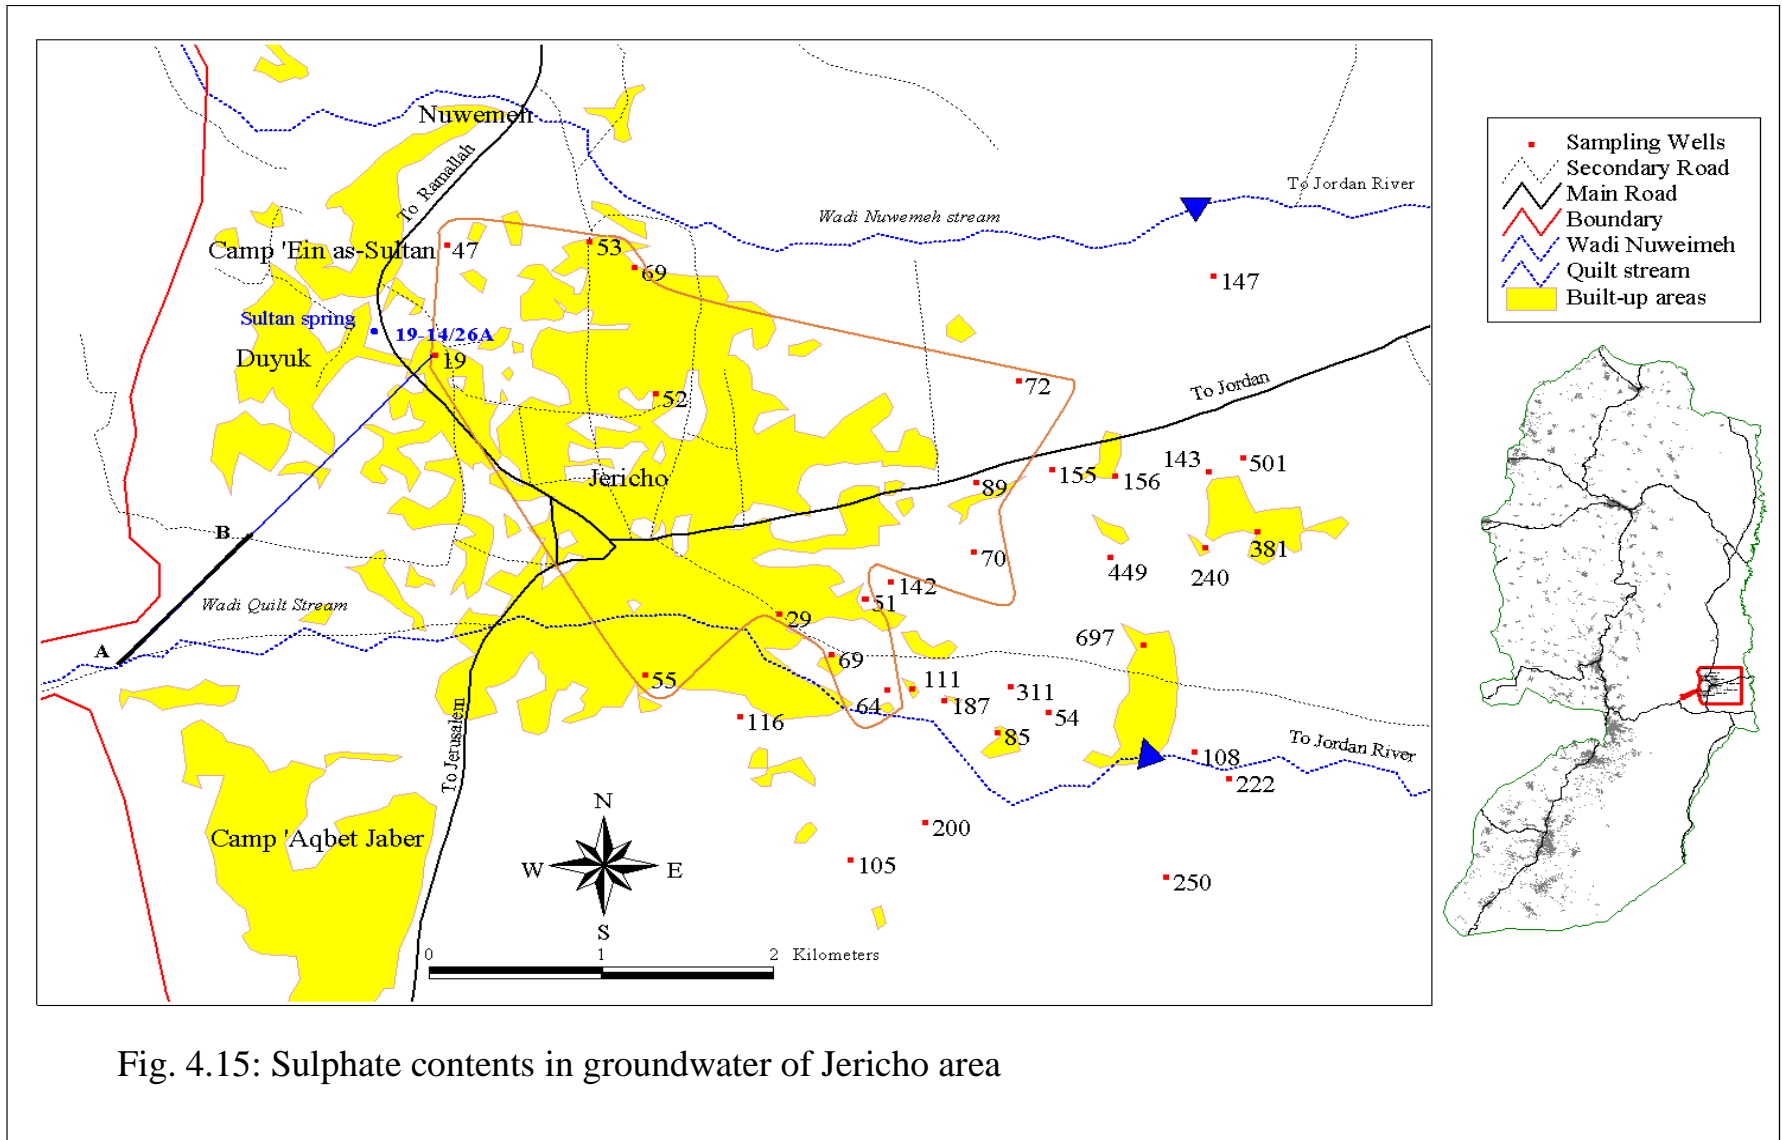 Nuwemeh
To Ramallah
To Jordan River
Wadi Nuwemeh stream
Camp 'Ein as-Sultan
47
53
69
147
Sultan spring
19-14/26A
Duyuk
19
72
To Jordan
52
Jericho
89
155
156
143
501
B
70
449
240
381
142
51
Wadi Quilt Stream
29
697
A
69
55
64
111
187
311
54
116
85
To Jerusalem
108
To Jordan River
222
200
Camp 'Aqbet Jaber
105
250
N
W
E
S
0
1
2
Kilometers
Sampling Wells
Secondary Road
Main Road
Boundary
Wadi Nuweimeh
Quilt stream
Built-up areas
Fig. 4.15: Sulphate contents in groundwater of Jericho area